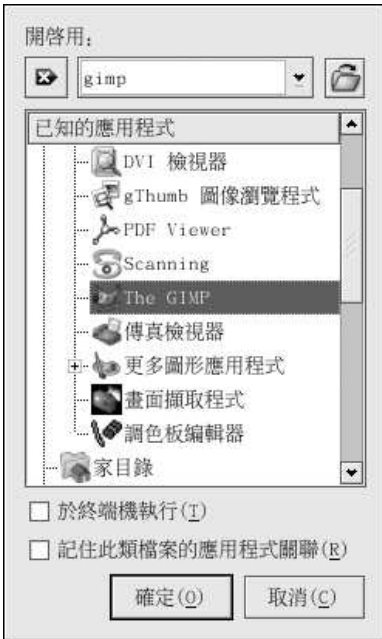 開啓用:
gimp
已知的應用程式
DVI 檢視器
gThumb 圖像瀏覽程式
PDF Viewer
Scanning
The GIMP
傳真檢視器
更多圖形應用程式
畫面擷取程式
調色板編輯器
家目錄
於終端機執行(T)
記住此類檔案的應用程式關聯(R)
確定(O)
取消(C)